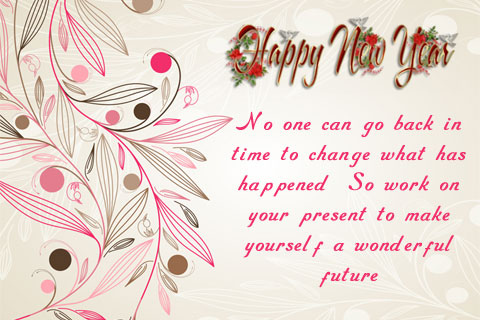 Happy New Year
No one can go back in
time to change what has
happened So work on
your present to make
yourself a wonderful
future